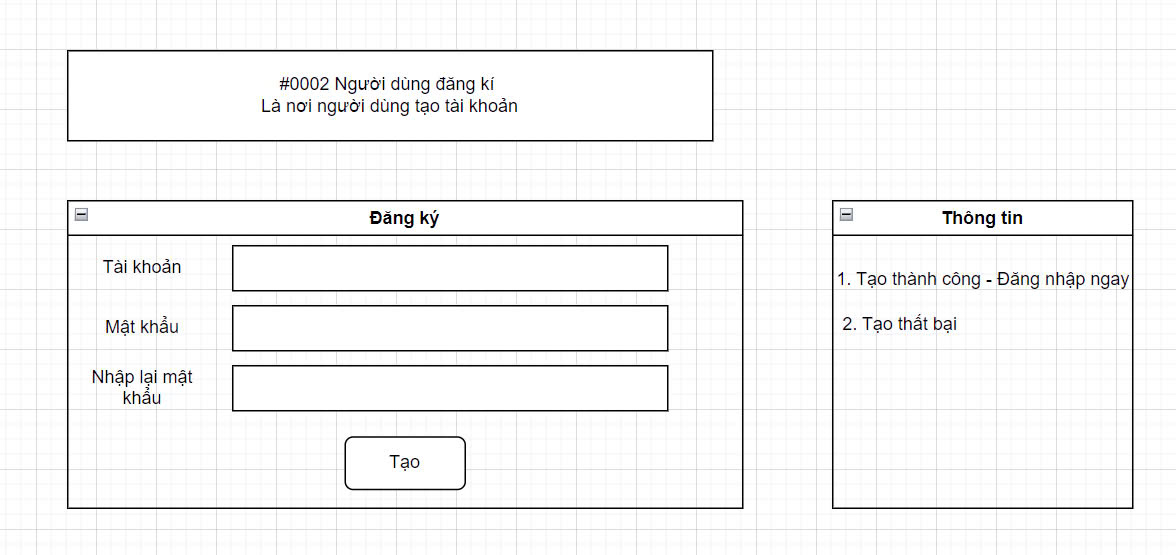 #0002 Người dùng đăng kí
Là nơi người dùng tạo tài khoản
Đăng ký
Tài khoản
Mật khẩu
Nhập lại mật
khẩu
Tạo
Thông tin
1. Tạo thành công - Đăng nhập ngay
2. Tạo thất bại